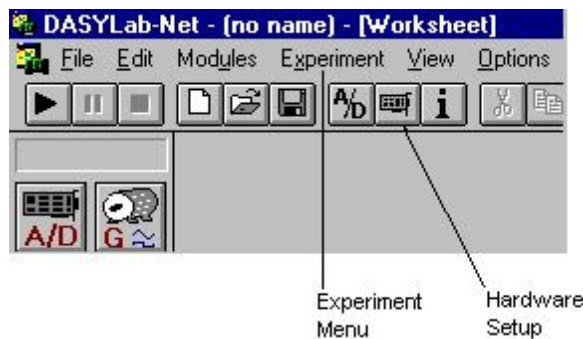 DASYLab-Net - (no name) - [Worksheet]
File Edit Modules Experiment View Options
A/D i
A/D G
Experiment Menu
Hardware Setup